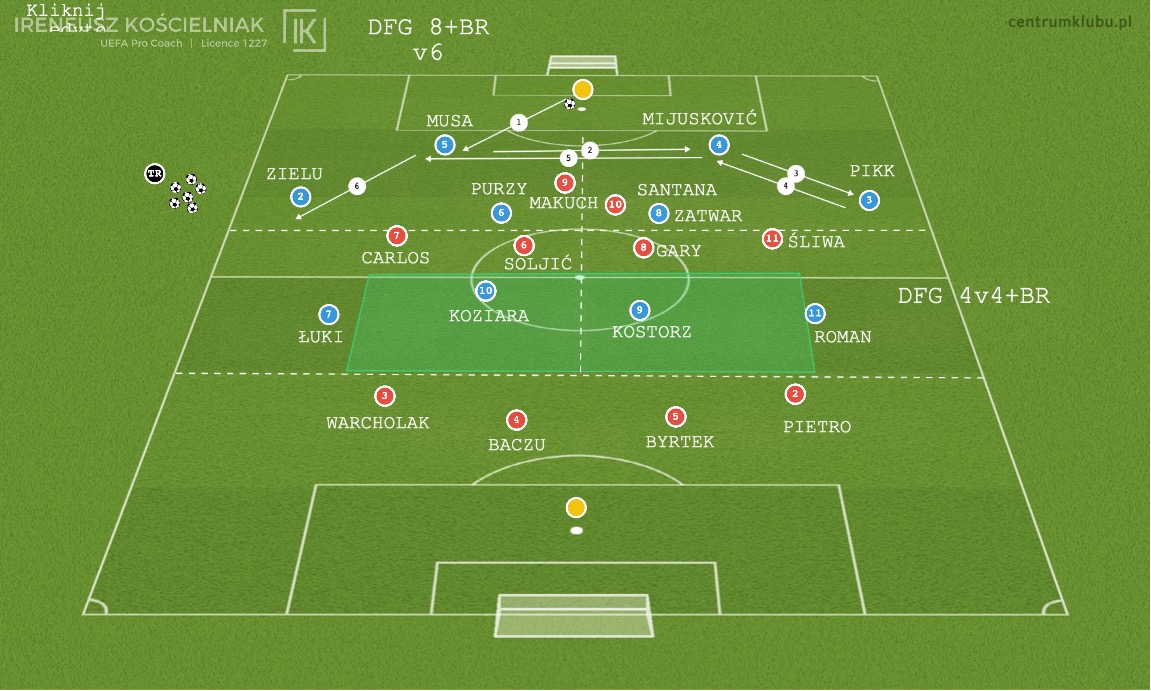 Kliknij
IRENEUSZ KOŚCIELNIAK
UEFA Pro Coach | Licence 1227
IK
DFG 8+BR
v6
centrumklubu.pl
MUSA
MIJUSKOVIĆ
5
1
2
4
5
TR
ZIELU
6
3
PIKK
4
2
PURZY
9
SANTANA
3
MAKUCH
10
6
8
ZATWAR
7
6
8
11
ŚLIWA
CARLOS
SOLJIĆ
GARY
DFG 4v4+BR
10
9
7
11
KOZIARA
ŁUKI
KOSTORZ
ROMAN
3
2
WARCHOLAK
4
5
PIETRO
BACZU
BYRTEK